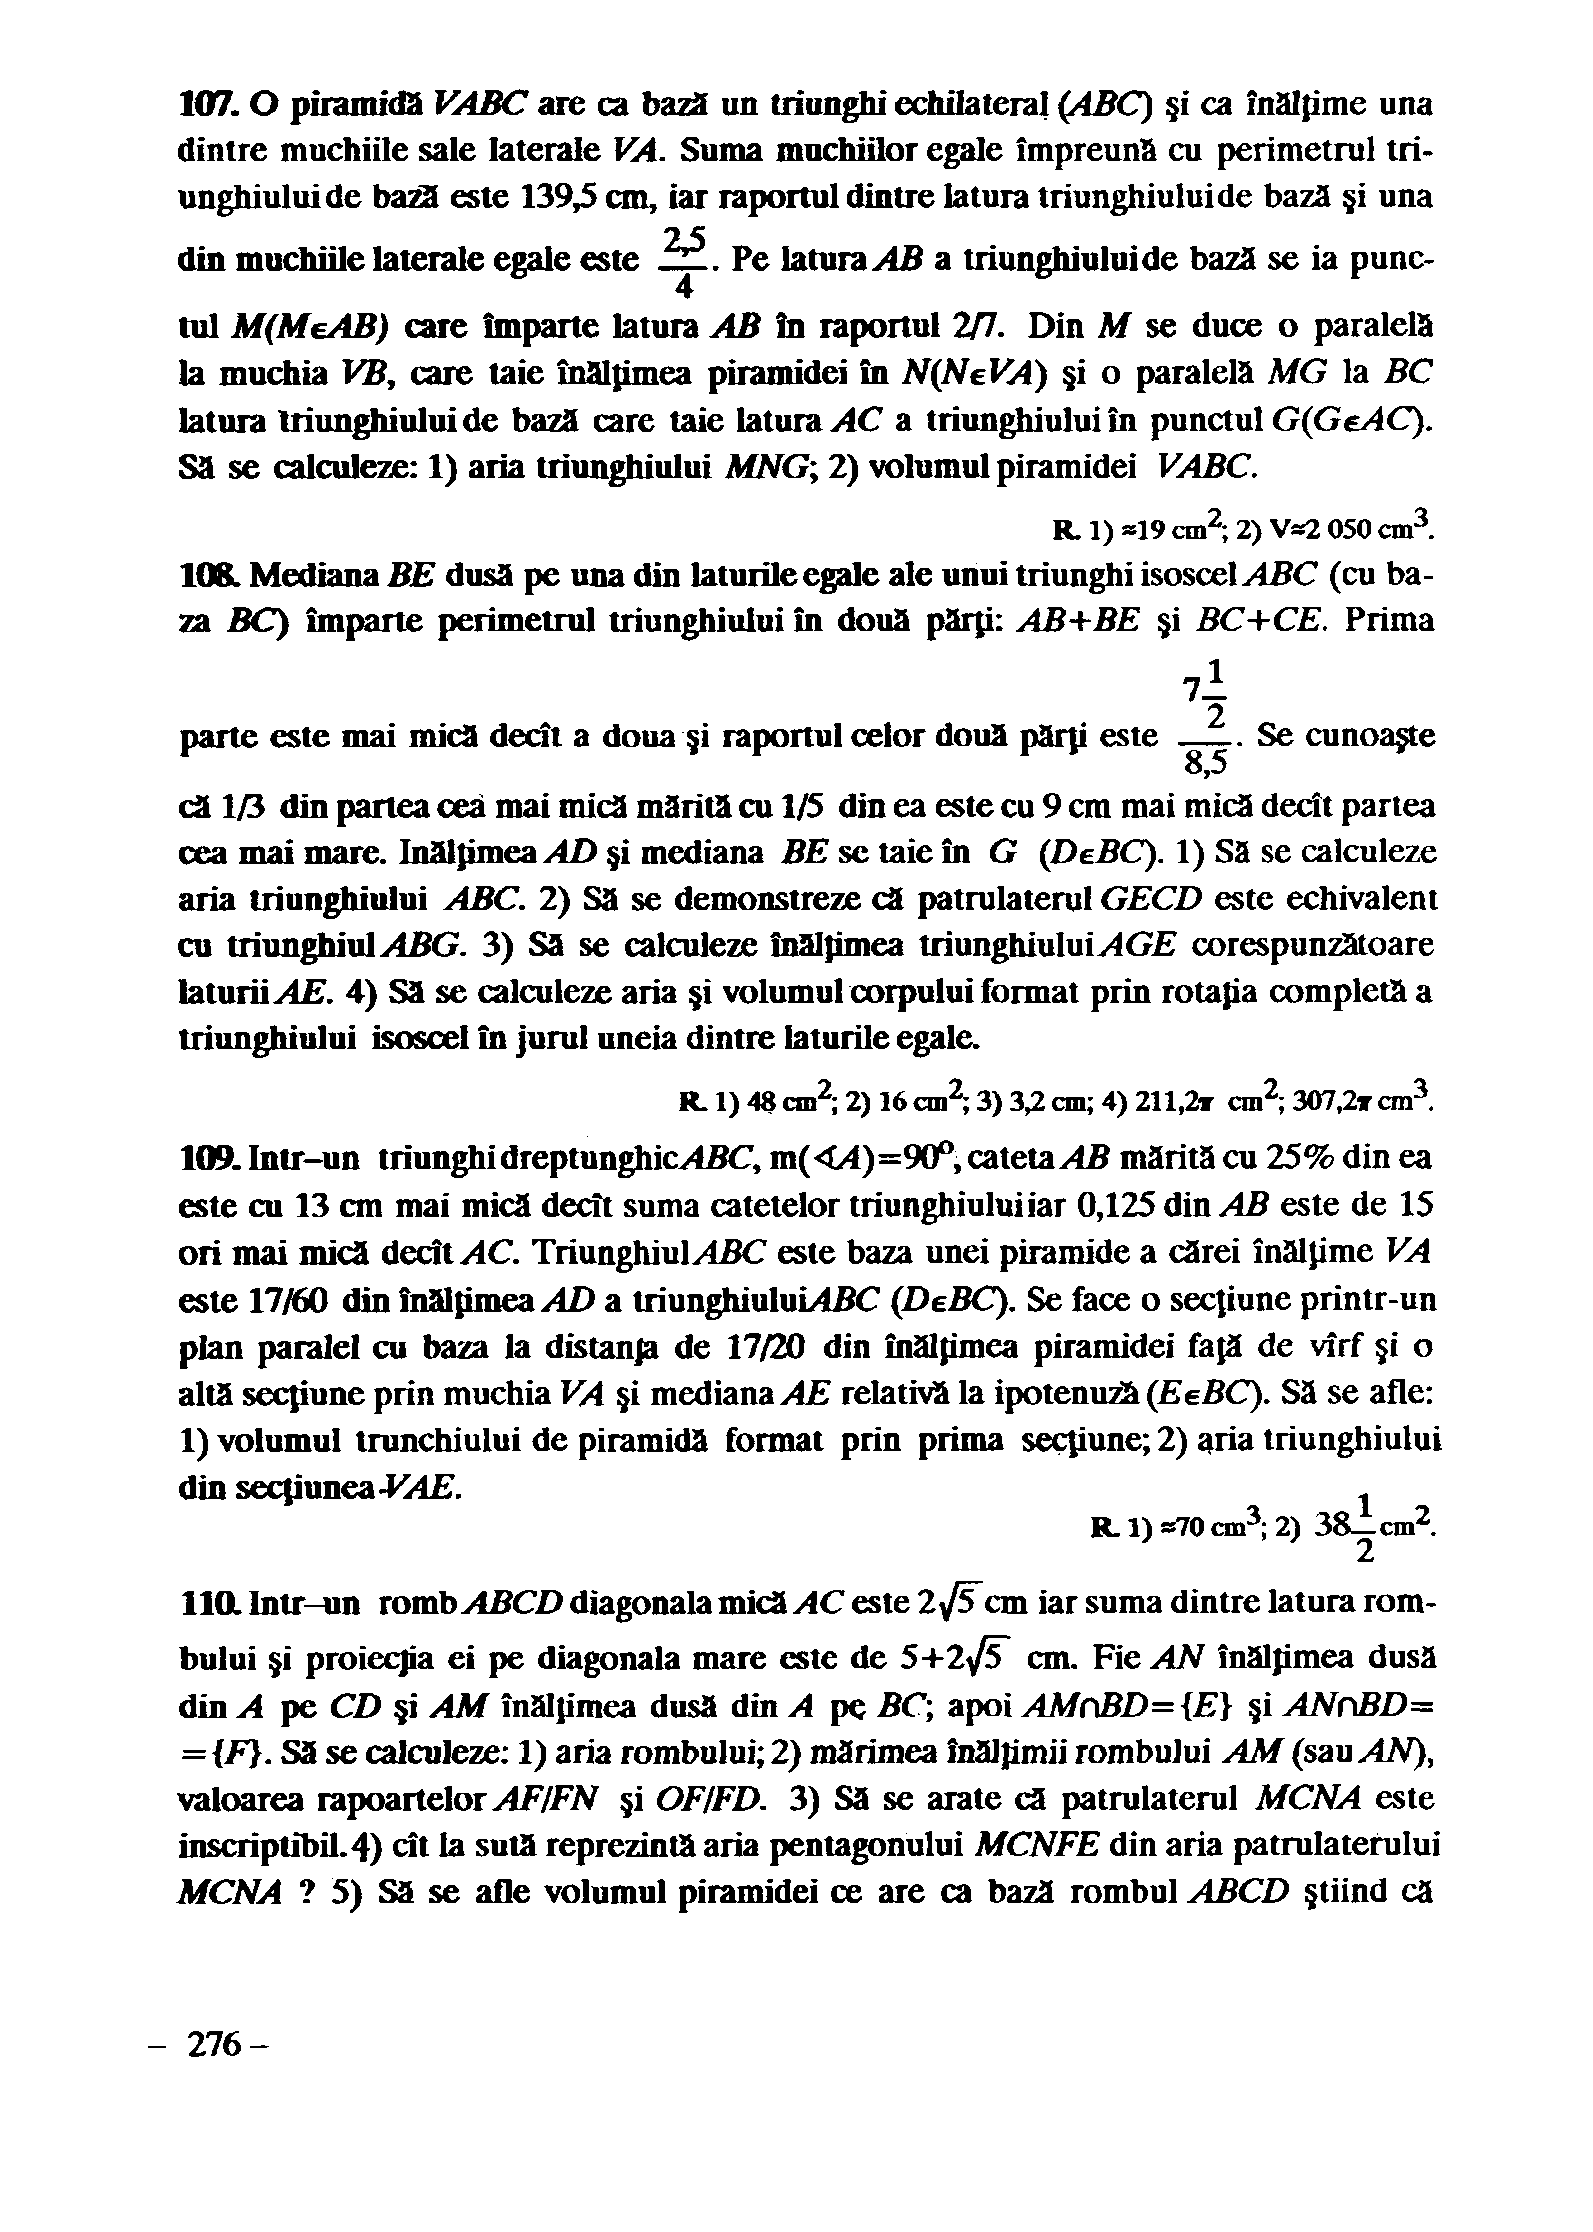 107. O piramidă VABC are ca bază un triunghi echilateral (ABC) şi ca înălţime una
dintre muchiile sale laterale VA. Suma muchiilor egale împreună cu perimetrul tri-
unghiului de bază este 139,5 cm, iar raportul dintre latura triunghiului de bază şi una
din muchiile laterale egale este 2,5/4. Pe latura AB a triunghiului de bază se ia punc-
tul M(M∈AB) care împarte latura AB în raportul 2/7. Din M se duce o paralelă
la muchia VB, care taie înălţimea piramidei în N(N∈VA) şi o paralelă MG la BC
latura triunghiului de bază care taie latura AC a triunghiului în punctul G(G∈AC).
Să se calculeze: 1) aria triunghiului MNG; 2) volumul piramidei VABC.
R. 1) ≈19 cm²; 2) V≈2 050 cm³.
108. Mediana BE dusă pe una din laturile egale ale unui triunghi isoscel ABC (cu ba-
za BC) împarte perimetrul triunghiului în două părţi: AB+BE şi BC+CE. Prima
parte este mai mică decît a doua şi raportul celor două părţi este 7 1/2 / 8,5. Se cunoaşte
că 1/3 din partea cea mai mică mărită cu 1/5 din ea este cu 9 cm mai mică decît partea
cea mai mare. Inălţimea AD şi mediana BE se taie în G (D∈BC). 1) Să se calculeze
aria triunghiului ABC. 2) Să se demonstreze că patrulaterul GECD este echivalent
cu triunghiul ABG. 3) Să se calculeze înălţimea triunghiului AGE corespunzătoare
laturii AE. 4) Să se calculeze aria şi volumul corpului format prin rotaţia completă a
triunghiului isoscel în jurul uneia dintre laturile egale.
R. 1) 48 cm²; 2) 16 cm²; 3) 3,2 cm; 4) 211,2π cm²; 307,2π cm³.
109. Intr–un triunghi dreptunghic ABC, m(∢A)=90°, cateta AB mărită cu 25% din ea
este cu 13 cm mai mică decît suma catetelor triunghiului iar 0,125 din AB este de 15
ori mai mică decît AC. Triunghiul ABC este baza unei piramide a cărei înălţime VA
este 17/60 din înălţimea AD a triunghiului ABC (D∈BC). Se face o secţiune printr-un
plan paralel cu baza la distanţa de 17/20 din înălţimea piramidei faţă de vîrf şi o
altă secţiune prin muchia VA şi mediana AE relativă la ipotenuză (E∈BC). Să se afle:
1) volumul trunchiului de piramidă format prin prima secţiune; 2) aria triunghiului
din secţiunea VAE.
R. 1) ≈70 cm³; 2) 38 1/2 cm².
110. Intr–un romb ABCD diagonala mică AC este 2√5 cm iar suma dintre latura rom-
bului şi proiecţia ei pe diagonala mare este de 5+2√5 cm. Fie AN înălţimea dusă
din A pe CD şi AM înălţimea dusă din A pe BC; apoi AM∩BD={E} şi AN∩BD=
={F}. Să se calculeze: 1) aria rombului; 2) mărimea înălţimii rombului AM (sau AN),
valoarea rapoartelor AF/FN şi OF/FD. 3) Să se arate că patrulaterul MCNA este
inscriptibil. 4) cît la sută reprezintă aria pentagonului MCNFE din aria patrulaterului
MCNA ? 5) Să se afle volumul piramidei ce are ca bază rombul ABCD ştiind că
– 276 –